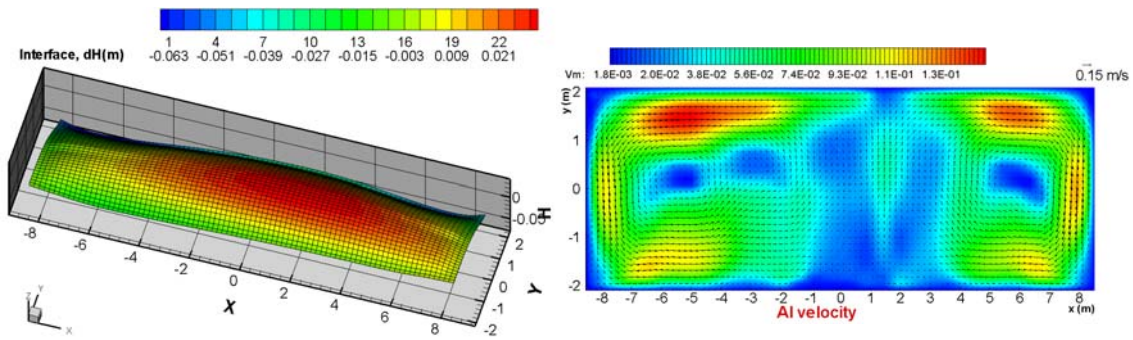 1 4 7 10 13 16 19 22
Interface, dH(m) -0.063 -0.051 -0.039 -0.027 -0.015 -0.003 0.009 0.021
0
-0.05
H
2
1
0
-1
-2
Y
-8 -6 -4 -2 0 2 4 6 8
X
Z Y X
Vm: 1.8E-03 2.0E-02 3.8E-02 5.6E-02 7.4E-02 9.3E-02 1.1E-01 1.3E-01
0.15 m/s
y (m)
2
1
0
-1
-2
-8 -7 -6 -5 -4 -3 -2 -1 0 1 2 3 4 5 6 7 8 x (m)
Al velocity